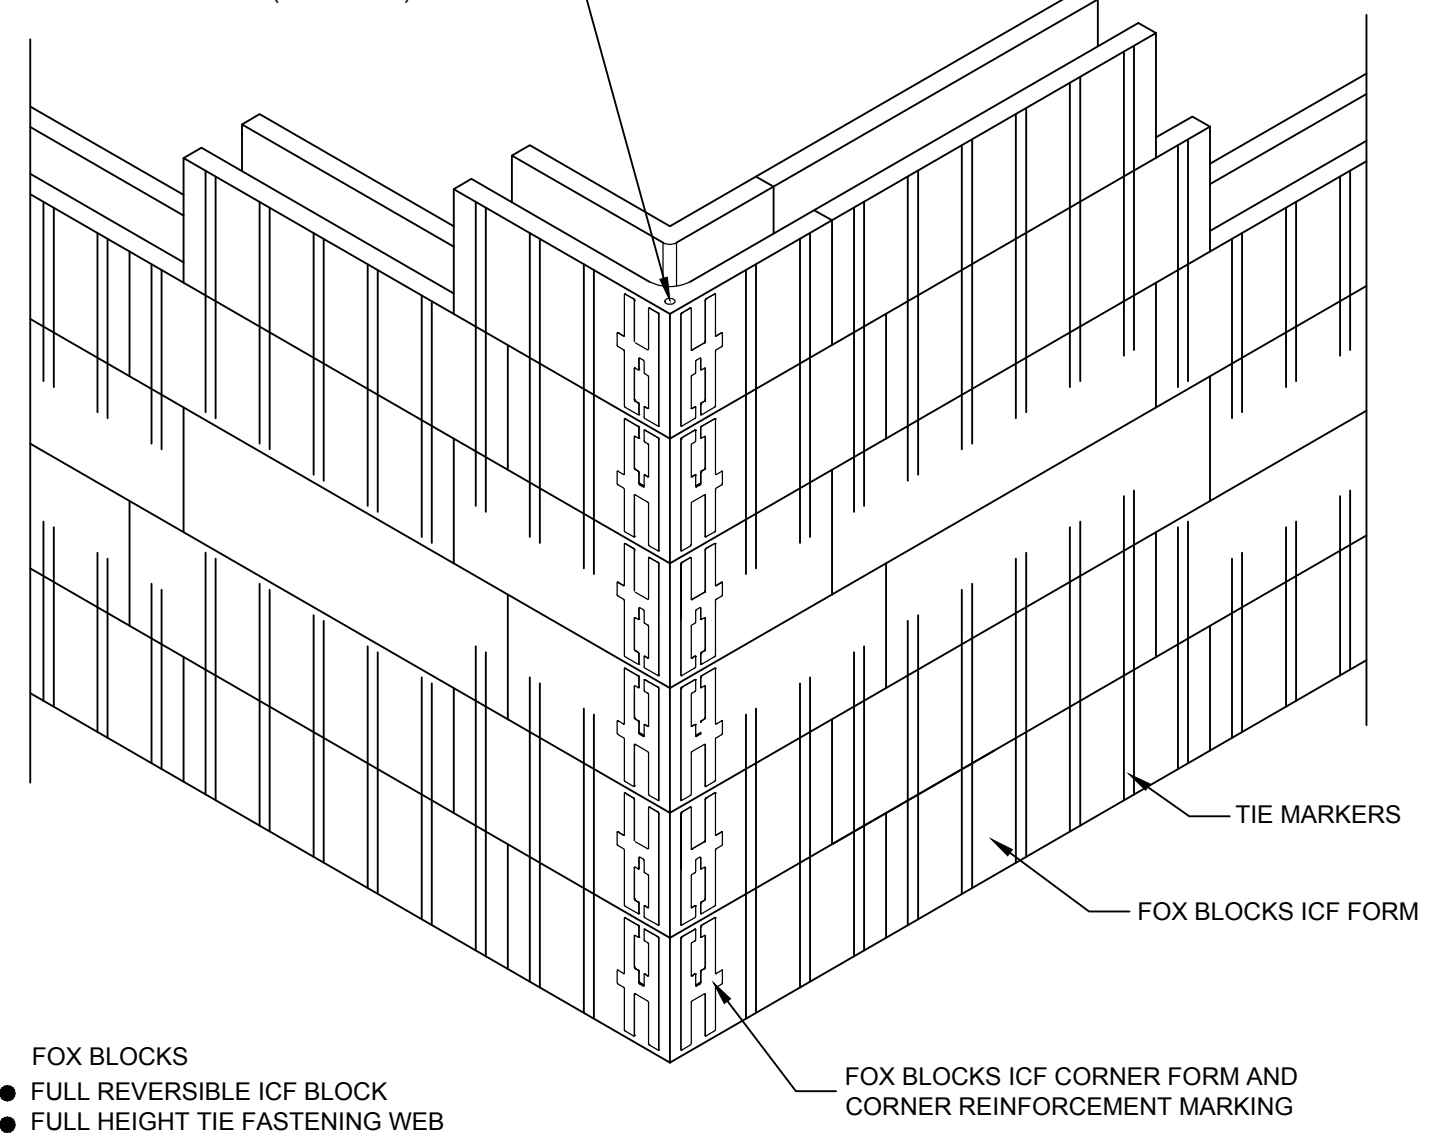 TIE MARKERS
FOX BLOCKS ICF FORM
FOX BLOCKS
FULL REVERSIBLE ICF BLOCK
FULL HEIGHT TIE FASTENING WEB
FOX BLOCKS ICF CORNER FORM AND
CORNER REINFORCEMENT MARKING